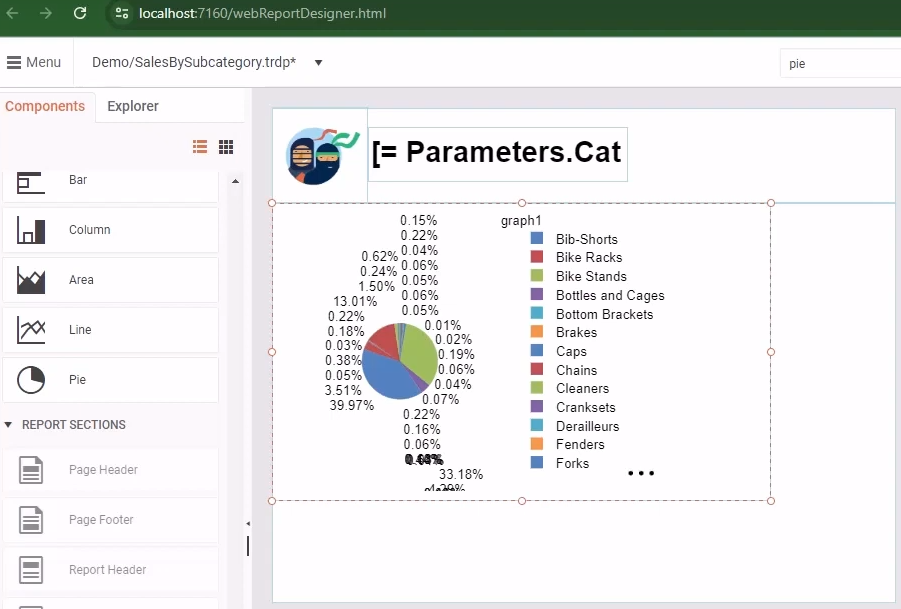 localhost:7160/webReportDesigner.html
Menu
Demo/SalesBySubcategory.trdp*
pie
Components
Explorer
Bar
Column
Area
Line
Pie
REPORT SECTIONS
Page Header
Page Footer
Report Header
[= Parameters.Cat
0.15%
0.22%
0.04%
0.62%
0.06%
0.24%
0.05%
1.50%
0.06%
13.01%
0.05%
0.22%
0.01%
0.18%
0.02%
0.03%
0.19%
0.38%
0.06%
0.05%
0.04%
3.51%
0.07%
39.97%
0.22%
0.16%
0.06%
33.18%
graph1
Bib-Shorts
Bike Racks
Bike Stands
Bottles and Cages
Bottom Brackets
Brakes
Caps
Chains
Cleaners
Cranksets
Derailleurs
Fenders
Forks
...